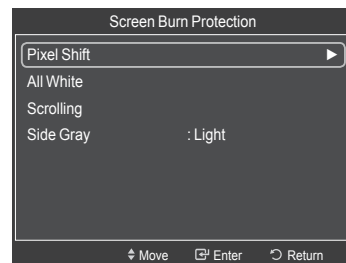 Screen Burn Protection
Pixel Shift ►
All White
Scrolling
Side Gray : Light
Move Enter Return